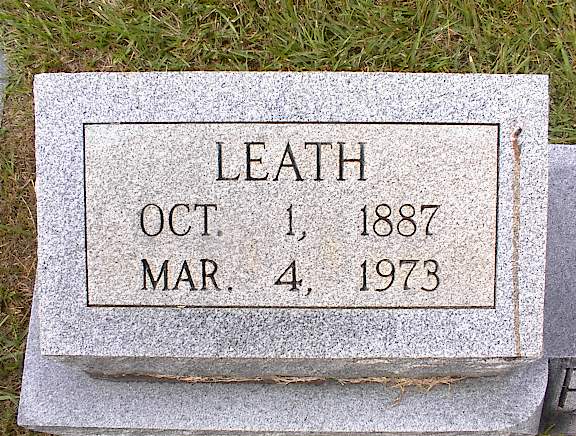 LEATH
OCT. 1, 1887
MAR. 4, 1973